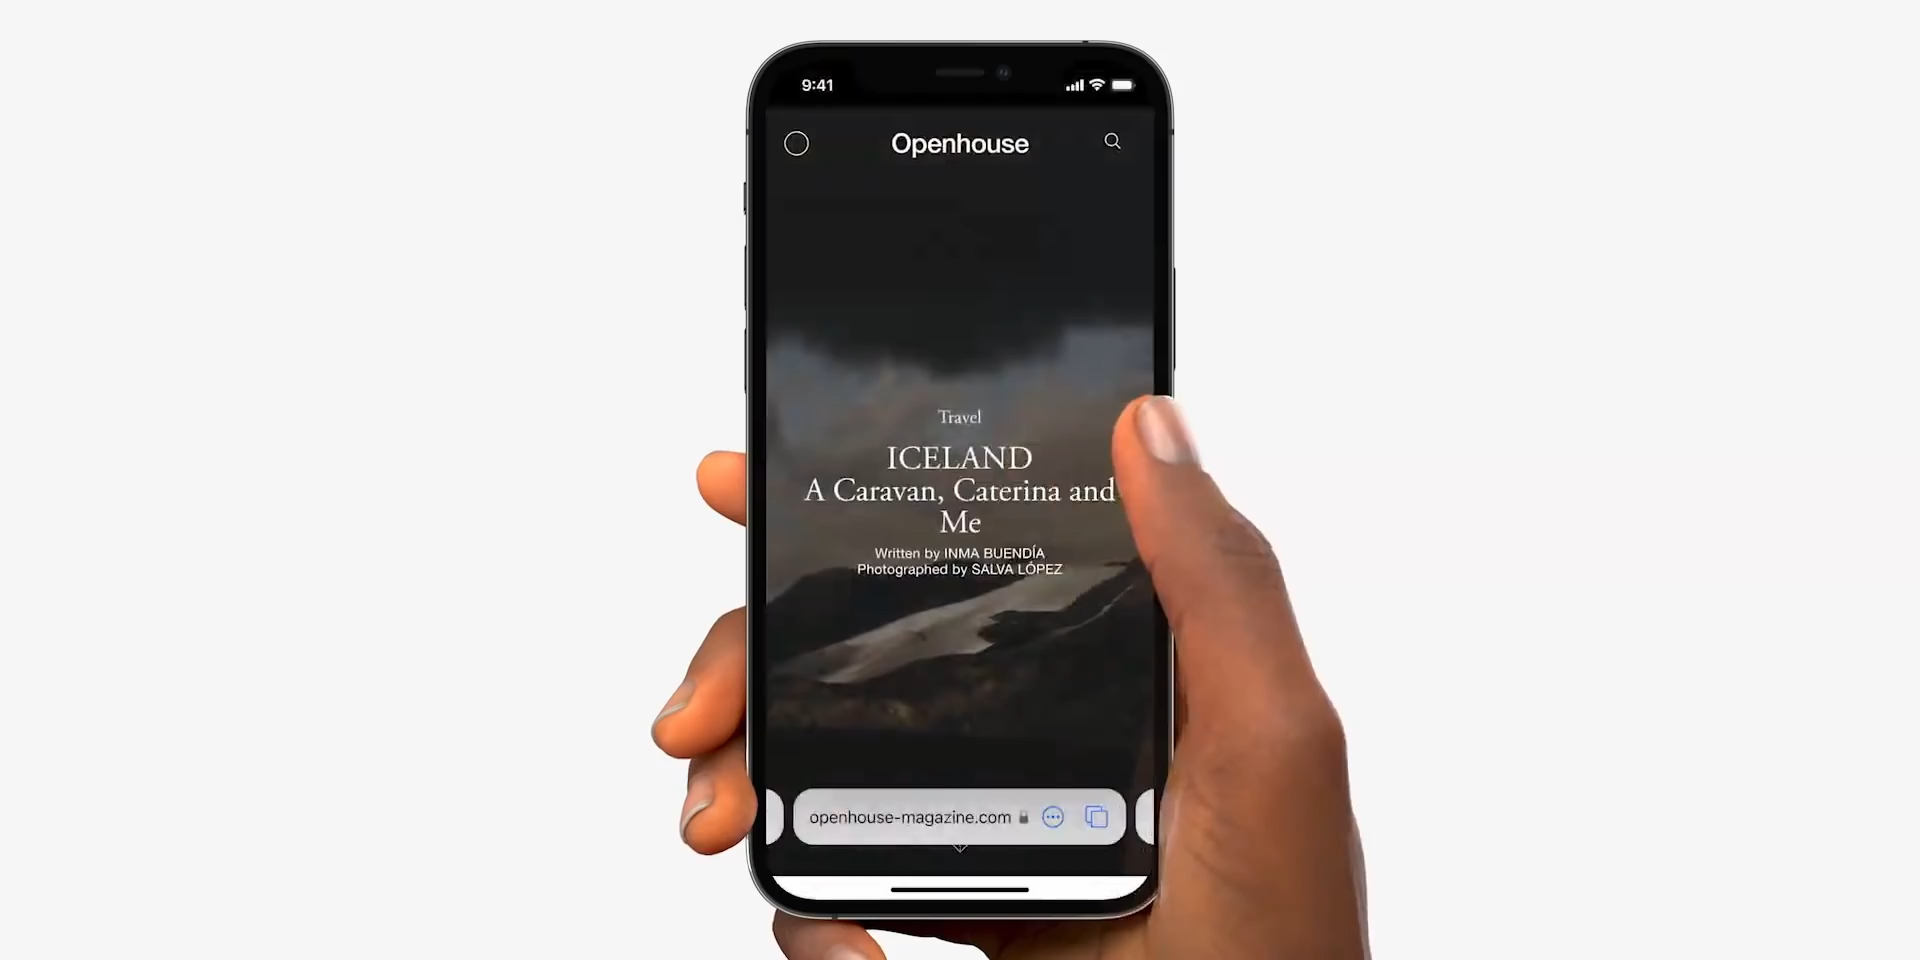 9:41
Openhouse
Travel
ICELAND
A Caravan, Caterina and
Me
Written by INMA BUENDÍA
Photographed by SALVA LÓPEZ
openhouse-magazine.com